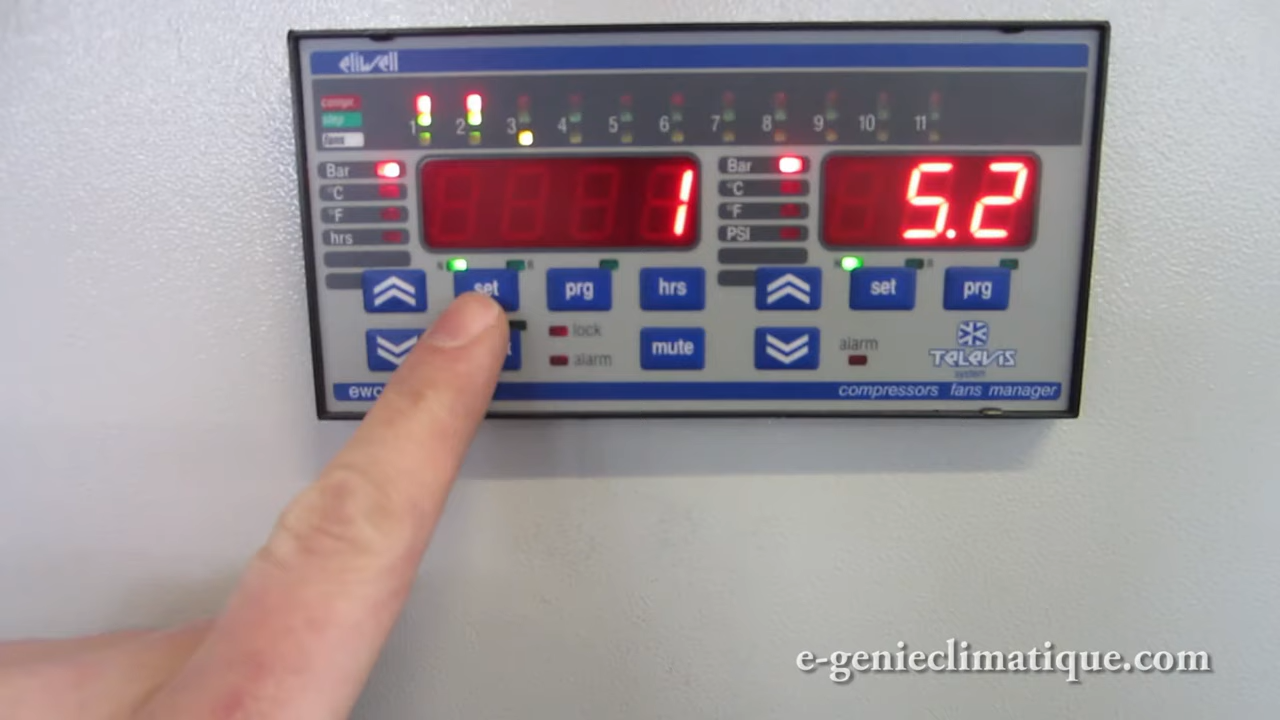 eliwell
compr.
step
fans
1 2 3 4 5 6 7 8 9 10 11
Bar
°C
°F
hrs
1
Bar
°C
°F
PSI
5.2
set prg hrs
set prg
lock
alarm
mute
alarm
TELEVIS
system
compressors fans manager
e-genieclimatique.com